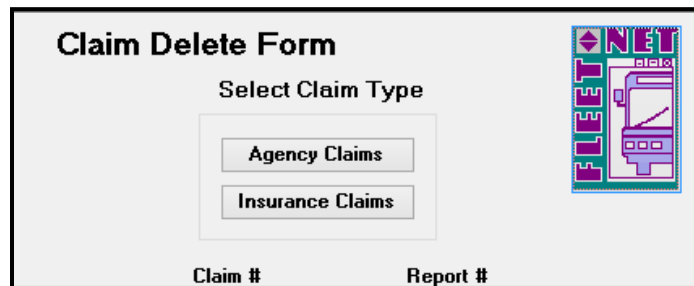 Claim Delete Form
FLEET NET
Select Claim Type
Agency Claims
Insurance Claims
Claim # Report #